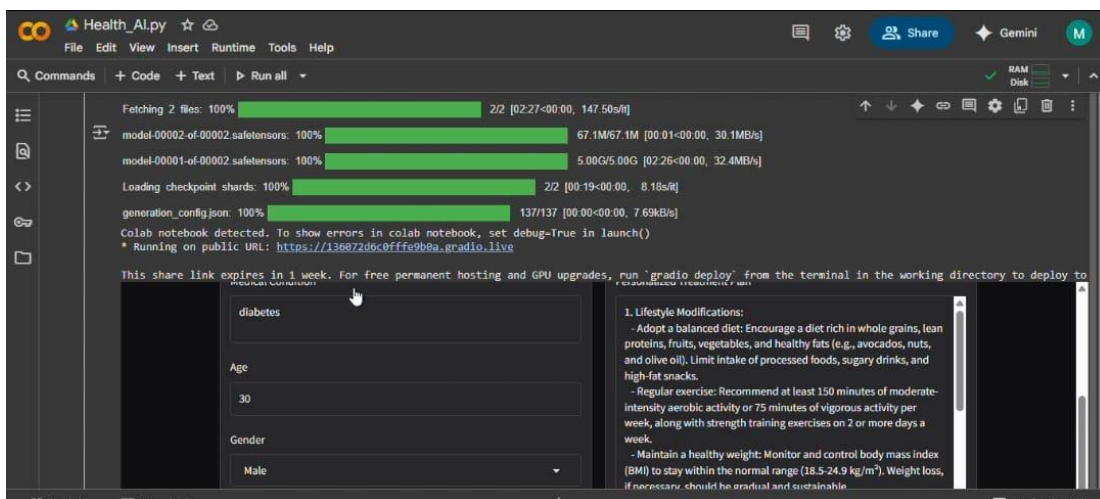 Health_AI.py
File Edit View Insert Runtime Tools Help
Share
Gemini
M
Commands + Code + Text Run all
RAM
Disk
Fetching 2 files: 100% 2/2 [02:27<00:00, 147.50s/it]
model-00002-of-00002.safetensors: 100% 67.1M/67.1M [00:01<00:00, 30.1MB/s]
model-00001-of-00002.safetensors: 100% 5.00G/5.00G [02:26<00:00, 32.4MB/s]
Loading checkpoint shards: 100% 2/2 [00:19<00:00, 8.18s/it]
generation_config.json: 100% 137/137 [00:00<00:00, 7.69kB/s]
Colab notebook detected. To show errors in colab notebook, set debug=True in launch()
* Running on public URL: https://136072d6c0fffe9b0a.gradio.live
This share link expires in 1 week. For free permanent hosting and GPU upgrades, run `gradio deploy` from the terminal in the working directory to deploy to
Medical Condition
diabetes
Age
30
Gender
Male
Personalized Treatment Plan
1. Lifestyle Modifications:
- Adopt a balanced diet: Encourage a diet rich in whole grains, lean
proteins, fruits, vegetables, and healthy fats (e.g., avocados, nuts,
and olive oil). Limit intake of processed foods, sugary drinks, and
high-fat snacks.
- Regular exercise: Recommend at least 150 minutes of moderate-
intensity aerobic activity or 75 minutes of vigorous activity per
week, along with strength training exercises on 2 or more days a
week.
- Maintain a healthy weight: Monitor and control body mass index
(BMI) to stay within the normal range (18.5-24.9 kg/m²). Weight loss,
if necessary, should be gradual and sustainable